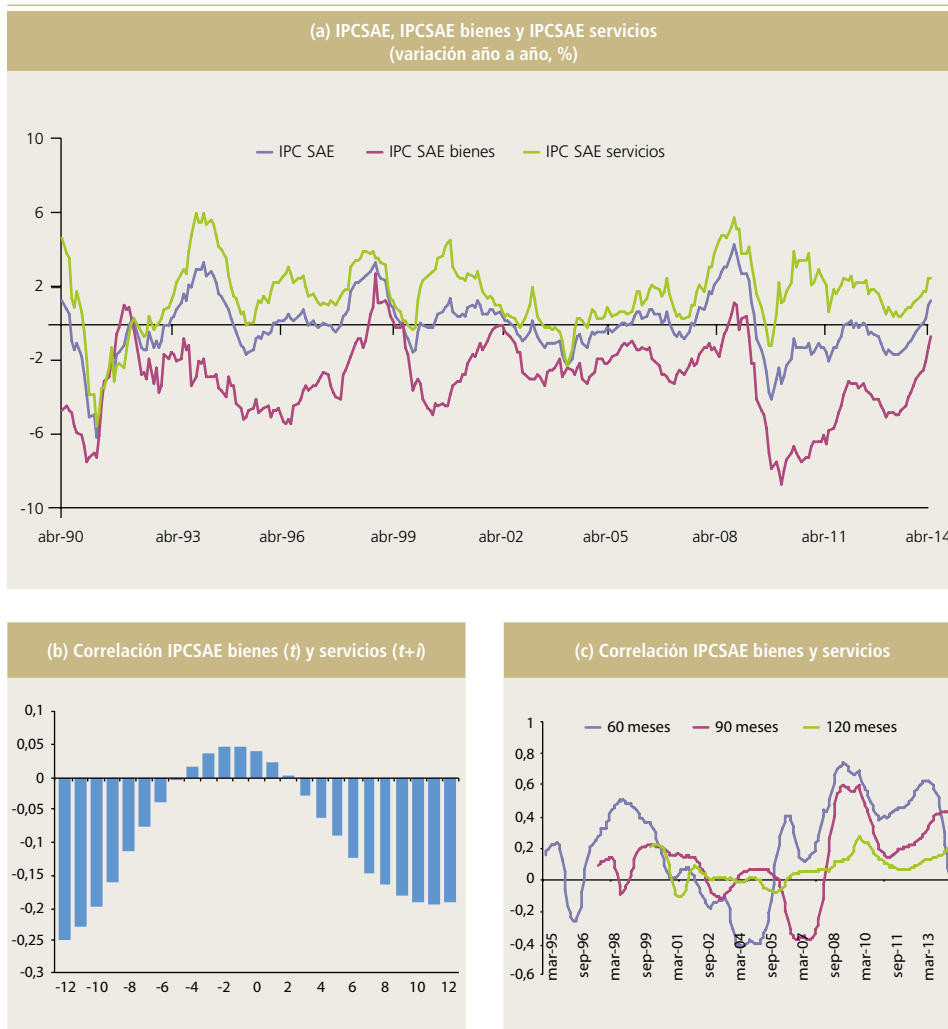 (a) IPCSAE, IPCSAE bienes y IPCSAE servicios
(variación año a año, %)
IPC SAE IPC SAE bienes IPC SAE servicios
10
6
2
-2
-6
-10
abr-90 abr-93 abr-96 abr-99 abr-02 abr-05 abr-08 abr-11 abr-14
(b) Correlación IPCSAE bienes (t) y servicios (t+i)
0,1
0,05
0
-0,05
-0,1
-0,15
-0,2
-0,25
-0,3
-12 -10 -8 -6 -4 -2 0 2 4 6 8 10 12
(c) Correlación IPCSAE bienes y servicios
60 meses 90 meses 120 meses
1
0,8
0,6
0,4
0,2
0
-0,2
-0,4
-0,6
mar-95 sep-96 mar-98 sep-99 mar-01 sep-02 mar-04 sep-05 mar-07 sep-08 mar-10 sep-11 mar-13